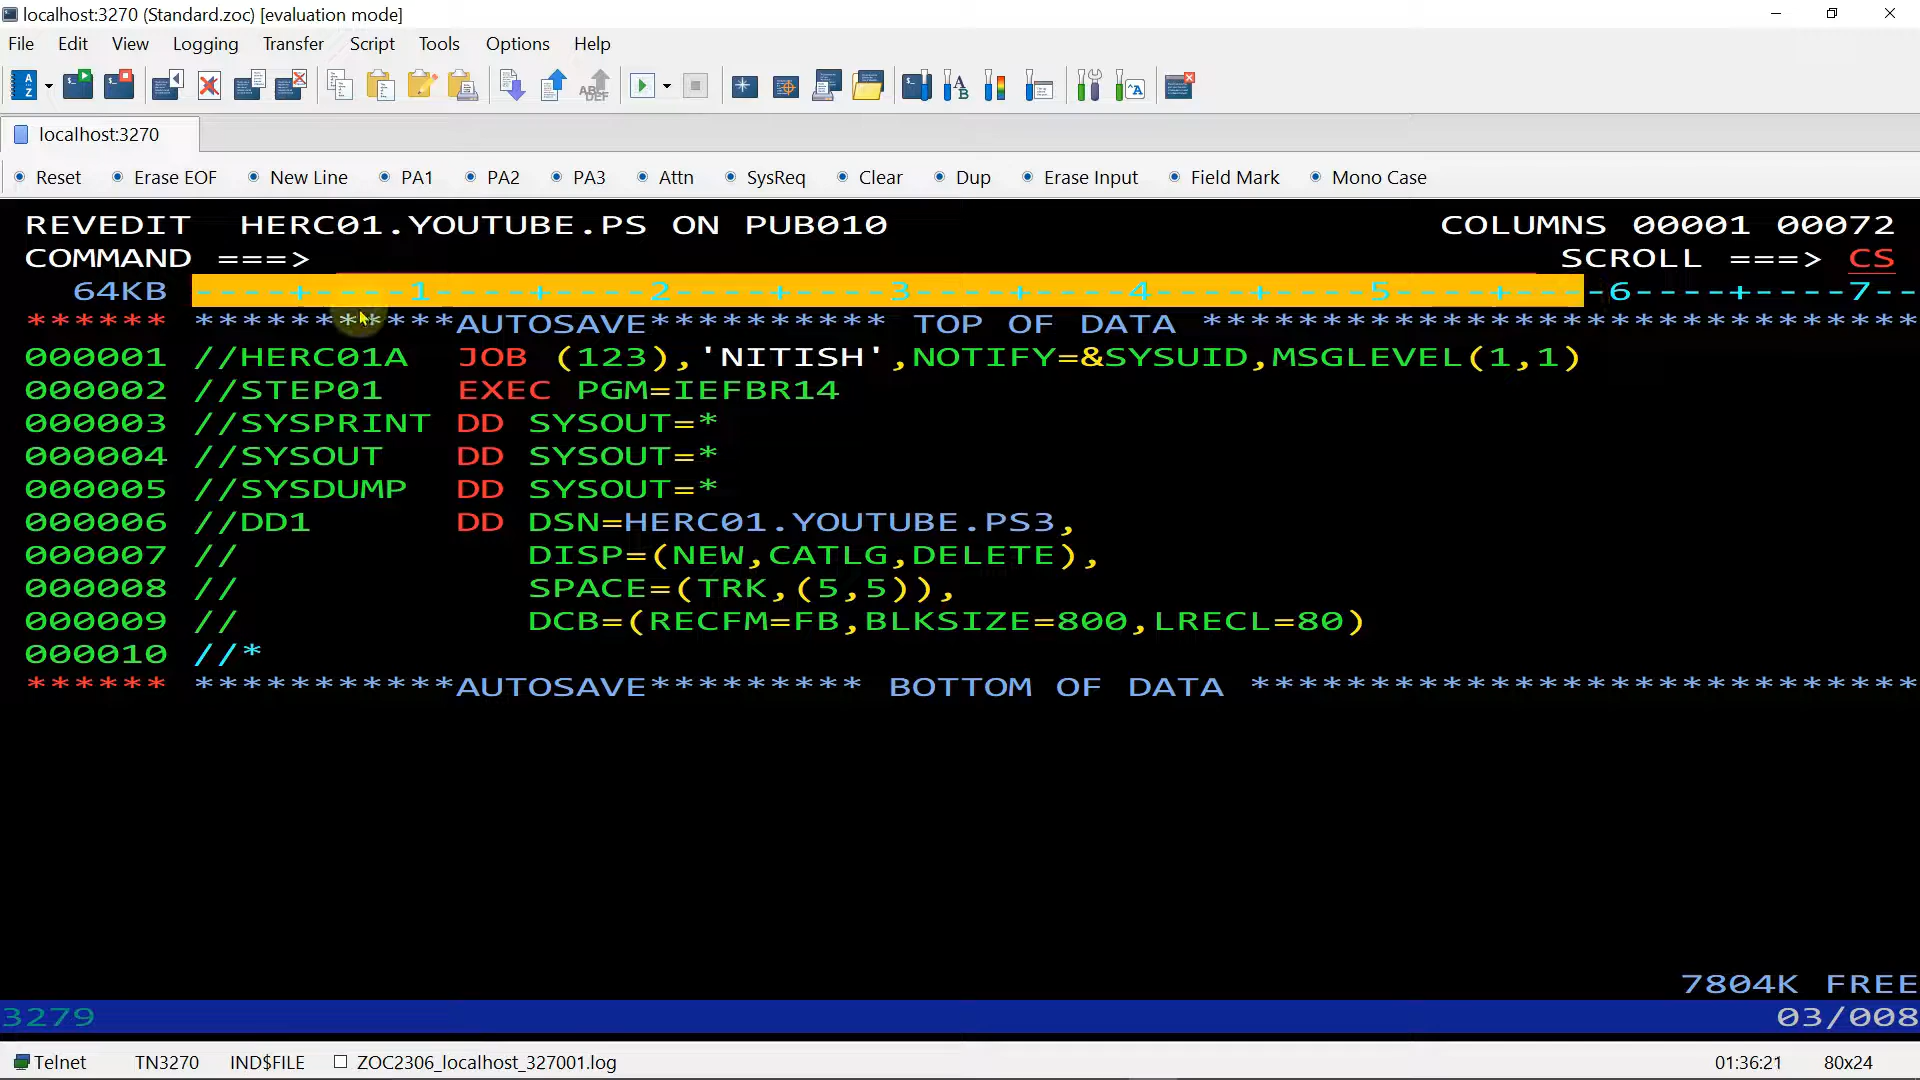 localhost:3270 (Standard.zoc) [evaluation mode]
File Edit View Logging Transfer Script Tools Options Help
localhost:3270
Reset Erase EOF New Line PA1 PA2 PA3 Attn SysReq Clear Dup Erase Input Field Mark Mono Case
REVEDIT HERC01.YOUTUBE.PS ON PUB010 COLUMNS 00001 00072
COMMAND ===> SCROLL ===> CS
64KB ----+----1----+----2----+----3----+----4----+----5----+----6----+----7--
****** ***********AUTOSAVE********** TOP OF DATA ******************************
000001 //HERC01A JOB (123),'NITISH',NOTIFY=&SYSUID,MSGLEVEL(1,1)
000002 //STEP01 EXEC PGM=IEFBR14
000003 //SYSPRINT DD SYSOUT=*
000004 //SYSOUT DD SYSOUT=*
000005 //SYSDUMP DD SYSOUT=*
000006 //DD1 DD DSN=HERC01.YOUTUBE.PS3,
000007 // DISP=(NEW,CATLG,DELETE),
000008 // SPACE=(TRK,(5,5)),
000009 // DCB=(RECFM=FB,BLKSIZE=800,LRECL=80)
000010 //*
****** ***********AUTOSAVE********* BOTTOM OF DATA ****************************
7804K FREE
3279 03/008
Telnet TN3270 IND$FILE ZOC2306_localhost_327001.log 01:36:21 80x24